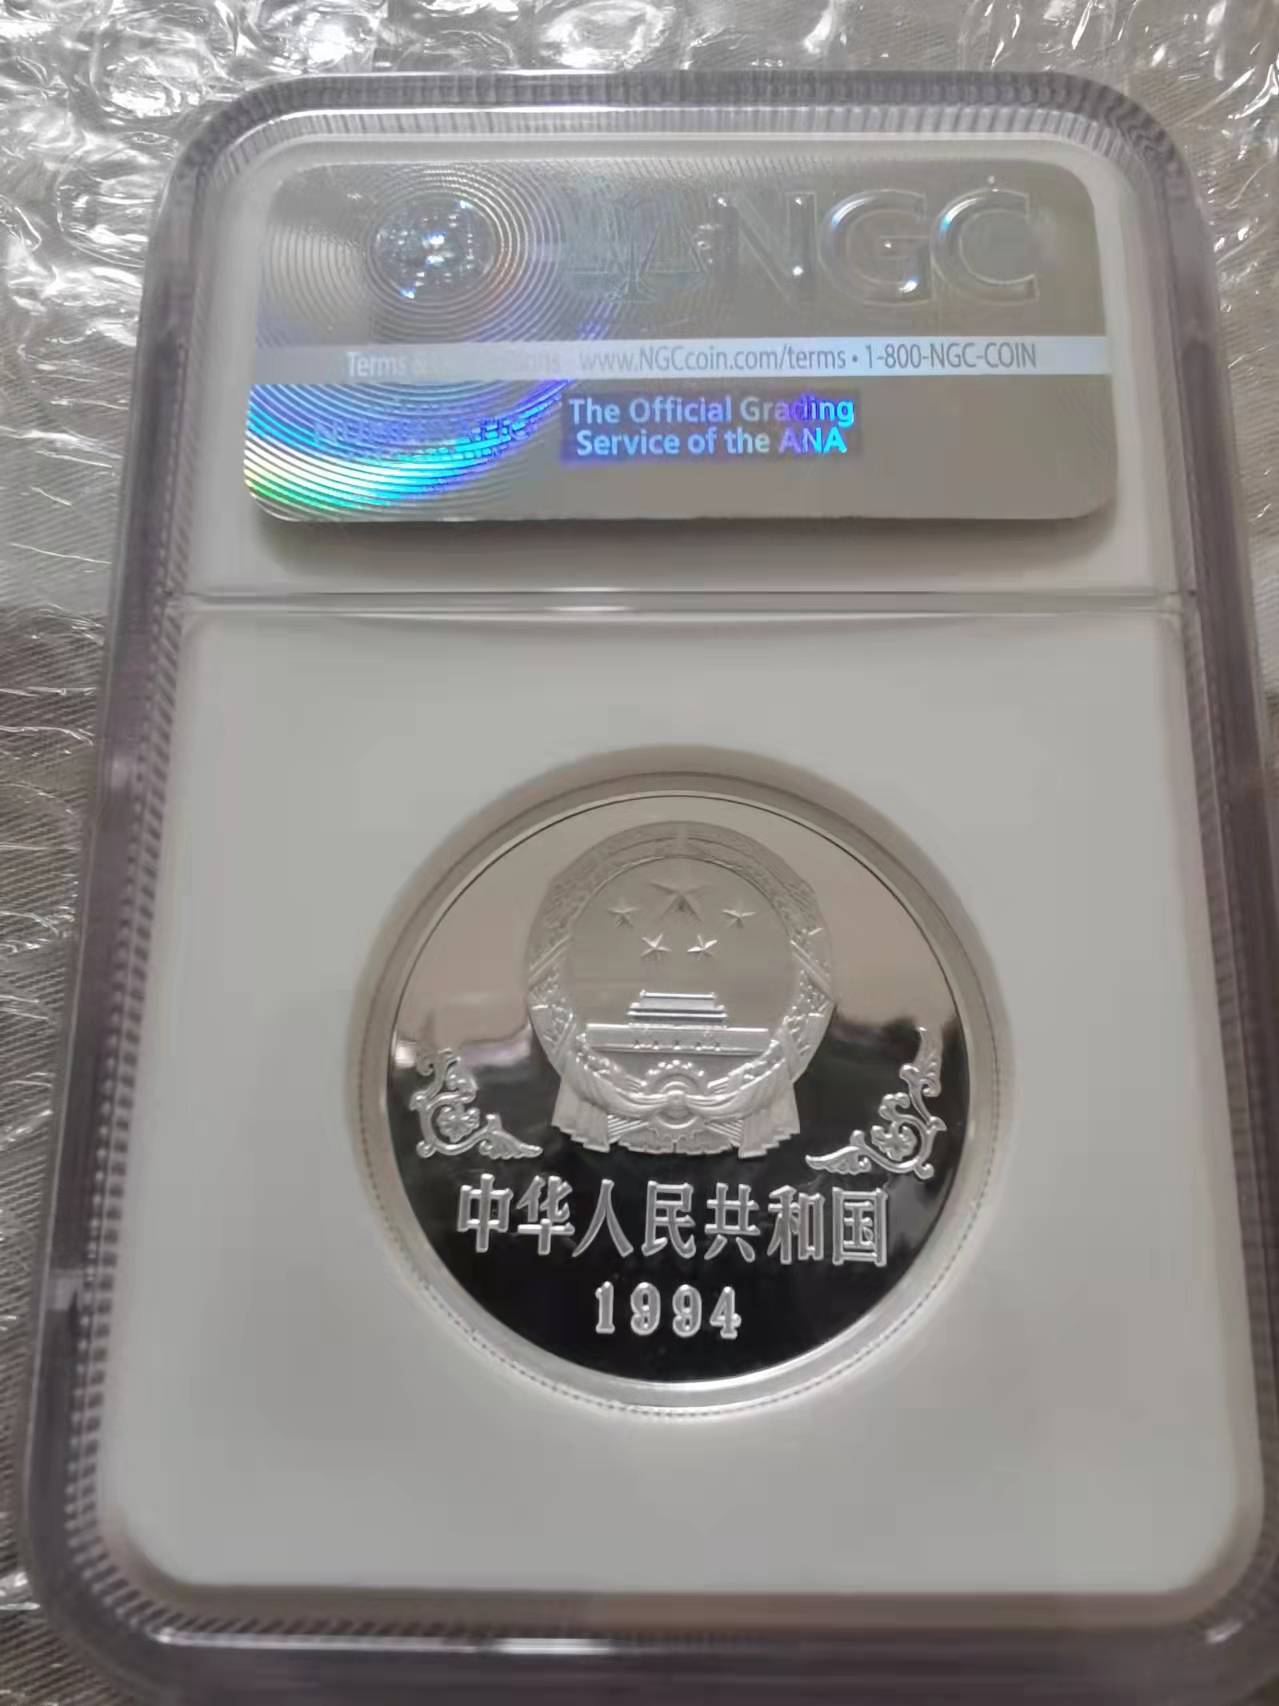 NGC
Terms & www.NGCcoin.com/terms • 1-800-NGC-COIN
The Official Grading
Service of the ANA
中华人民共和国
1994